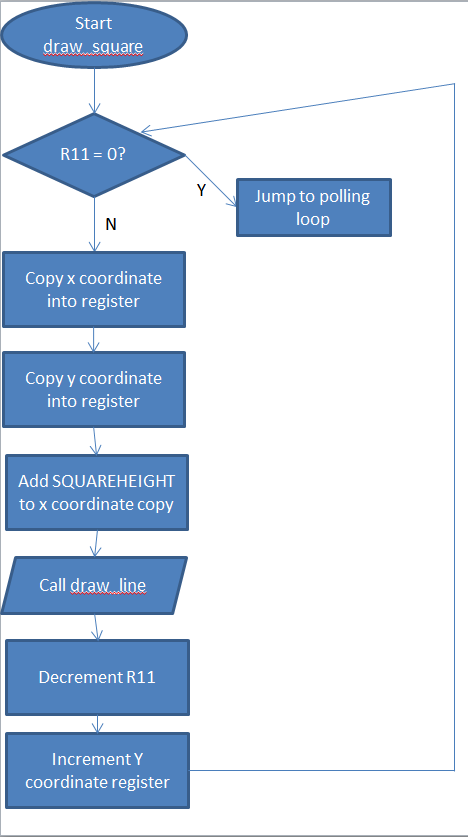 Start
draw_square
R11 = 0?
Y
Jump to polling
loop
N
Copy x coordinate
into register
Copy y coordinate
into register
Add SQUAREHEIGHT
to x coordinate copy
Call draw_line
Decrement R11
Increment Y
coordinate register